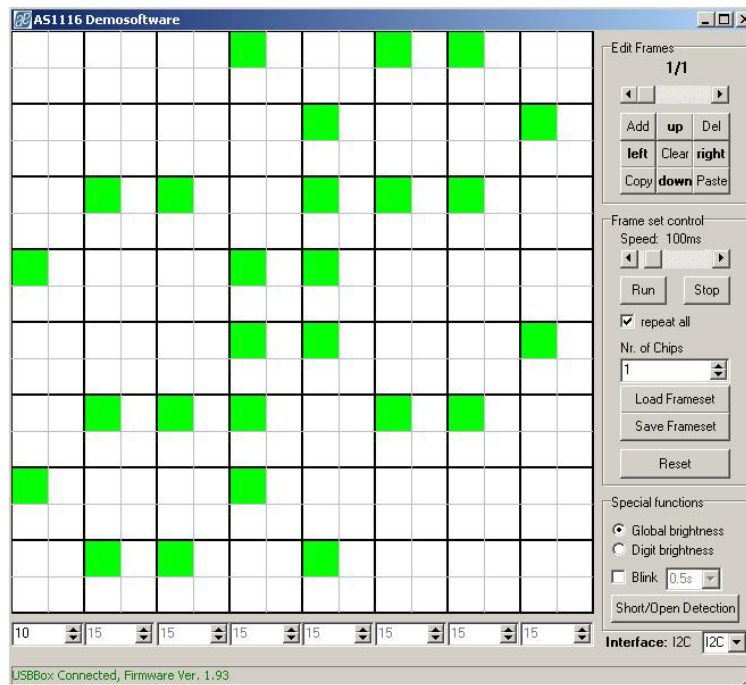 AS1116 Demosoftware
Edit Frames
1/1
Add up Del
left Clear right
Copy down Paste
Frame set control
Speed: 100ms
Run Stop
repeat all
Nr. of Chips
1
Load Frameset
Save Frameset
Reset
Special functions
Global brightness
Digit brightness
Blink 0.5s
Short/Open Detection
10 15 15 15 15 15 15 15
Interface: I2C I2C
USBBox Connected, Firmware Ver. 1.93